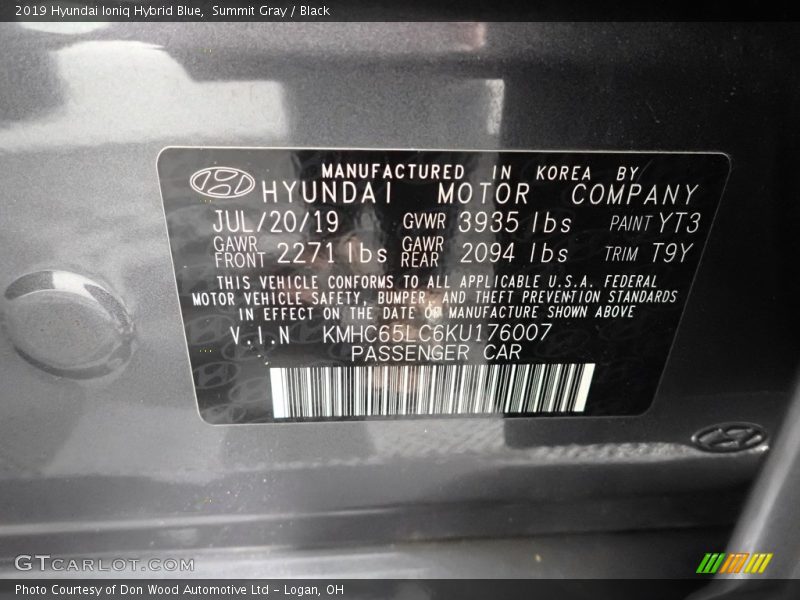 2019 Hyundai Ioniq Hybrid Blue, Summit Gray / Black
MANUFACTURED IN KOREA BY
HYUNDAI MOTOR COMPANY
JUL/20/19 GVWR 3935 lbs PAINT YT3
GAWR FRONT 2271 lbs GAWR REAR 2094 lbs TRIM T9Y
THIS VEHICLE CONFORMS TO ALL APPLICABLE U.S.A. FEDERAL
MOTOR VEHICLE SAFETY, BUMPER, AND THEFT PREVENTION STANDARDS
IN EFFECT ON THE DATE OF MANUFACTURE SHOWN ABOVE
V.I.N KMHC65LC6KU176007
PASSENGER CAR
GTCARLOT.COM
Photo Courtesy of Don Wood Automotive Ltd - Logan, OH